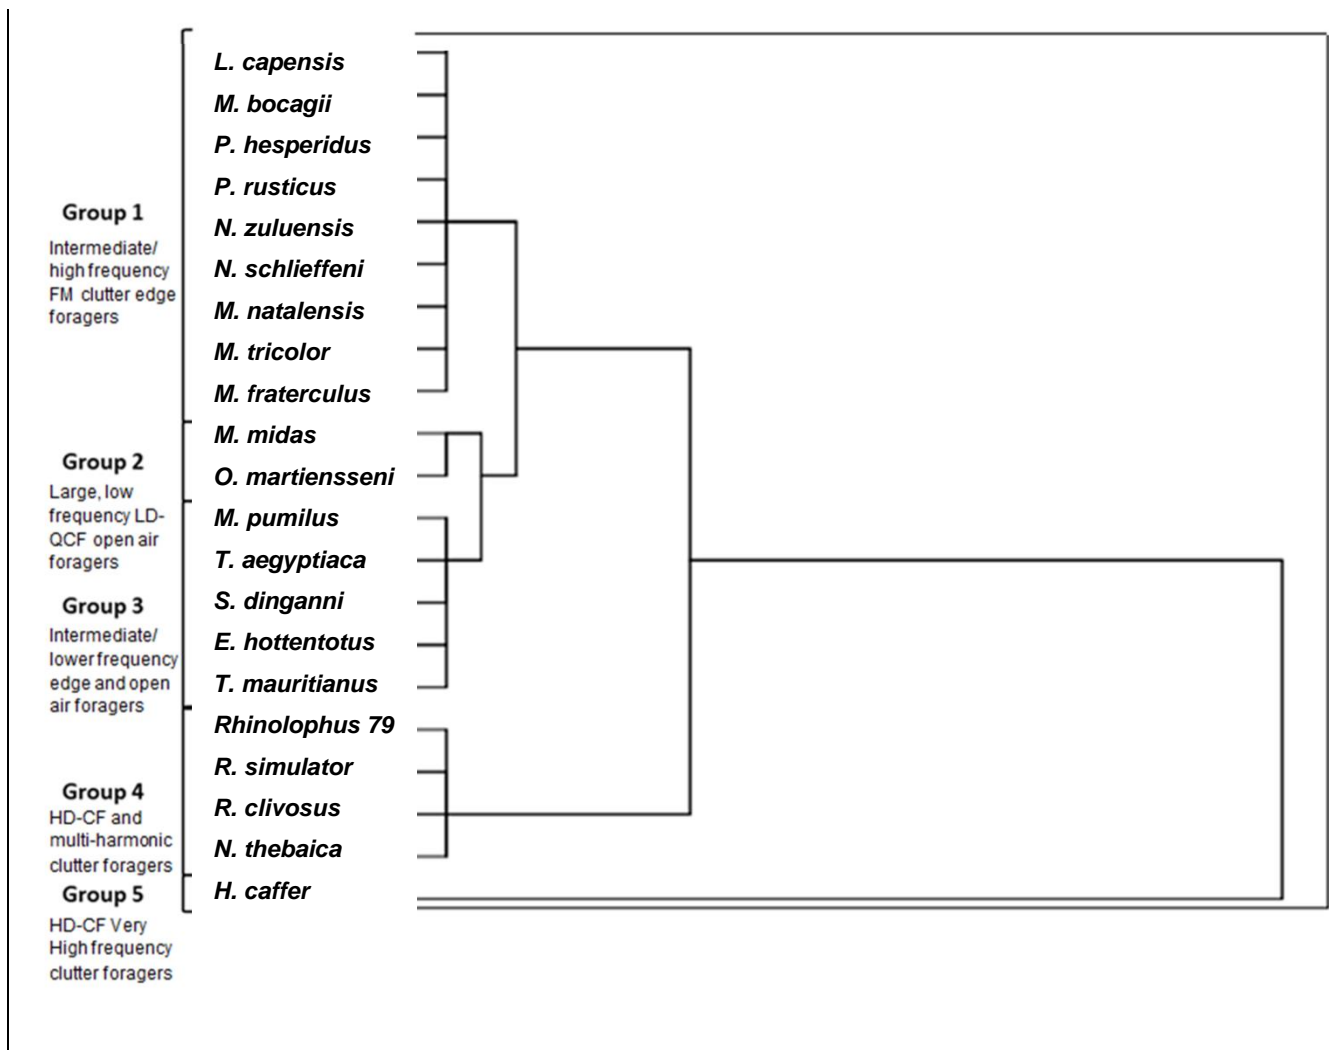 Group 1
Intermediate/
high frequency
FM clutter edge
foragers
Group 2
Large, low
frequency LD-
QCF open air
foragers
Group 3
Intermediate/
lower frequency
edge and open
air foragers
Group 4
HD-CF and
multi-harmonic
clutter foragers
Group 5
HD-CF Very
High frequency
clutter foragers
L. capensis
M. bocagii
P. hesperidus
P. rusticus
N. zuluensis
N. schlieffeni
M. natalensis
M. tricolor
M. fraterculus
M. midas
O. martiensseni
M. pumilus
T. aegyptiaca
S. dinganni
E. hottentotus
T. mauritianus
Rhinolophus 79
R. simulator
R. clivosus
N. thebaica
H. caffer